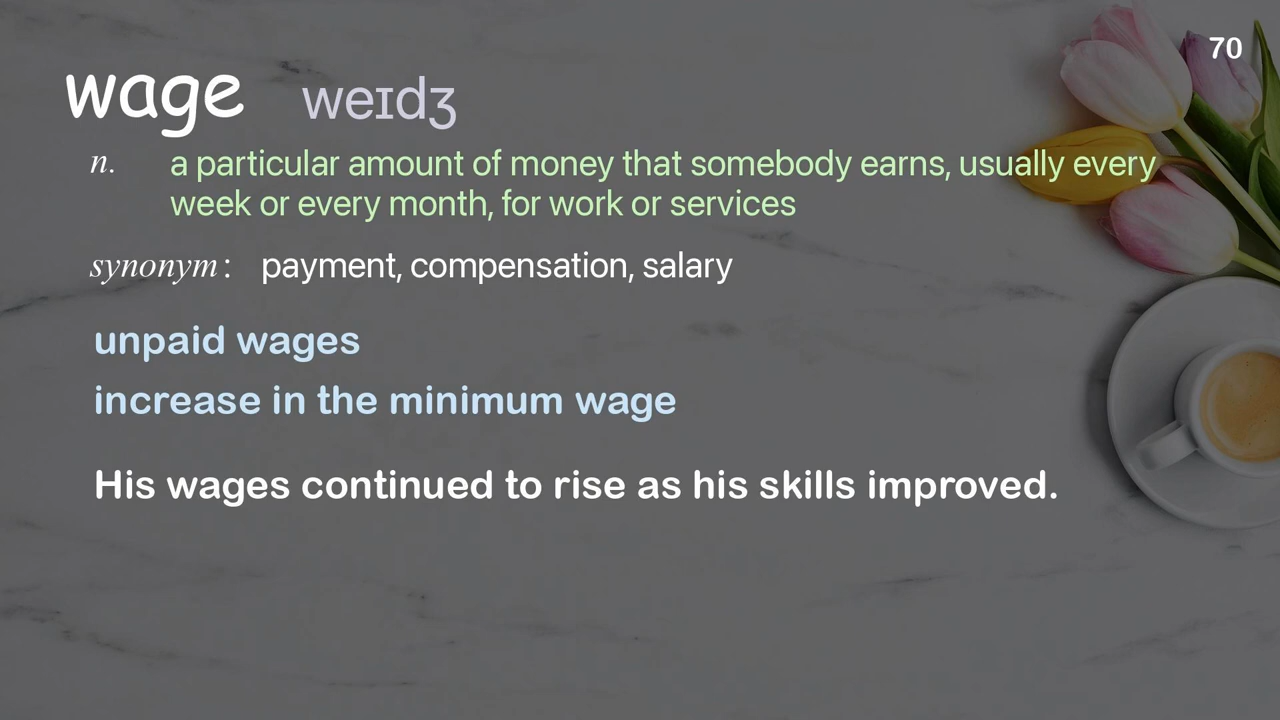 70
wage weɪdʒ
n. a particular amount of money that somebody earns, usually every
week or every month, for work or services
synonym: payment, compensation, salary
unpaid wages
increase in the minimum wage
His wages continued to rise as his skills improved.